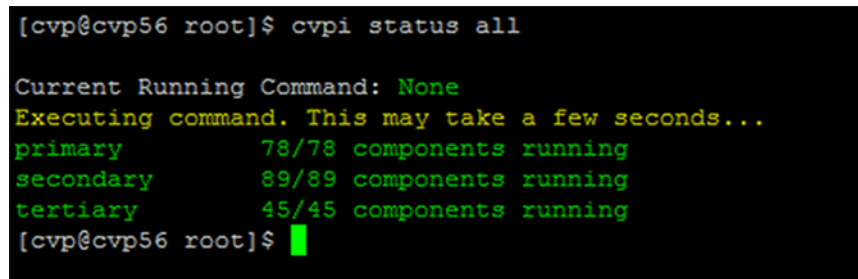 [cvp@cvp56 root]$ cvpi status all
Current Running Command: None
Executing command. This may take a few seconds...
primary 78/78 components running
secondary 89/89 components running
tertiary 45/45 components running
[cvp@cvp56 root]$